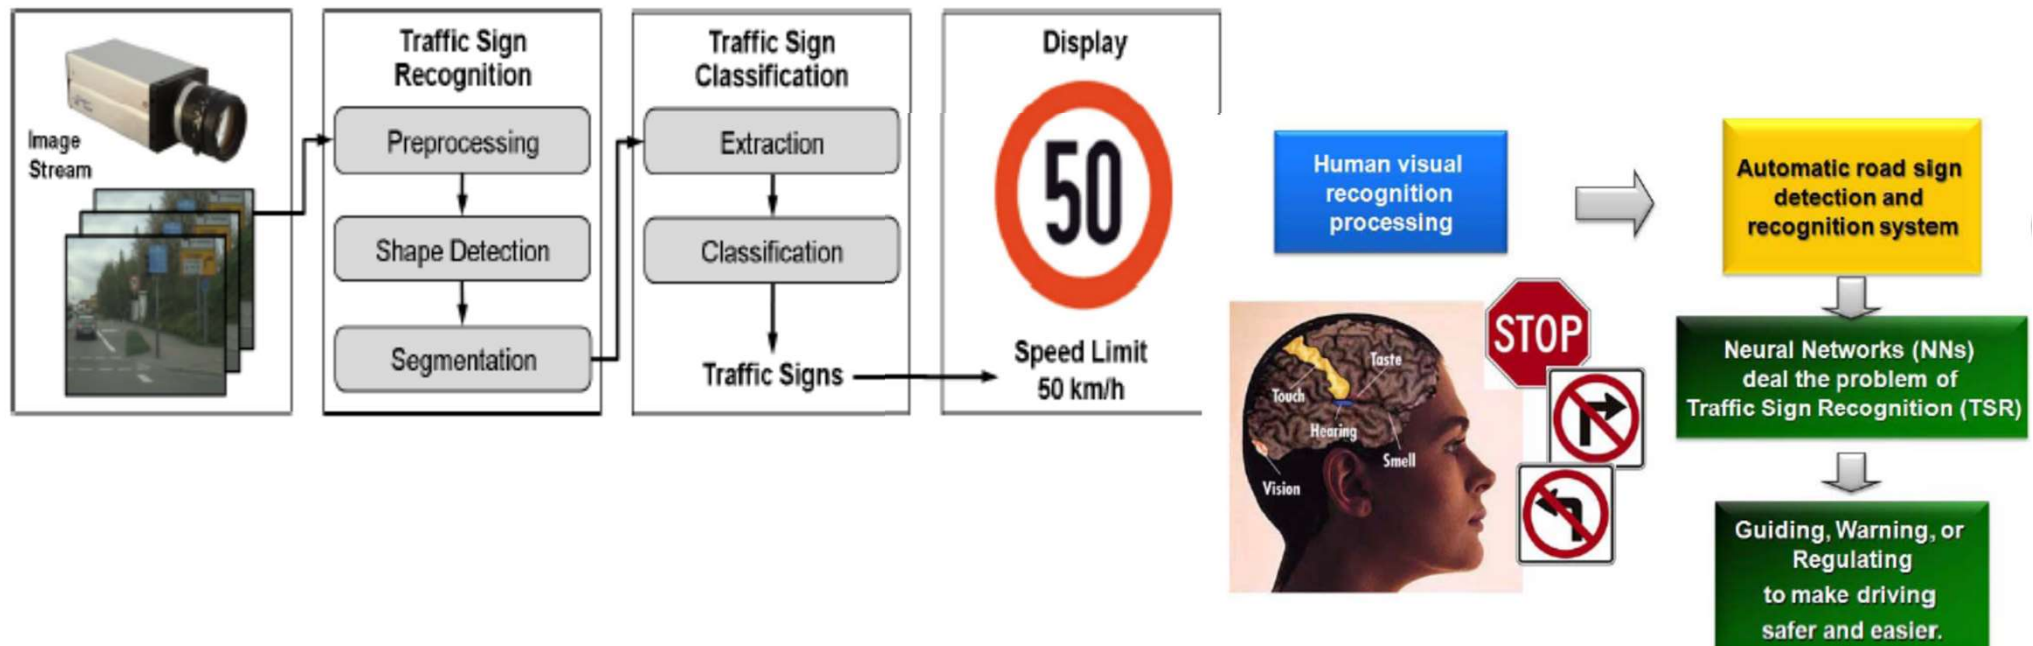 Image
Stream
Traffic Sign
Recognition
Preprocessing
Shape Detection
Segmentation
Traffic Sign
Classification
Extraction
Classification
Traffic Signs
Display
50
Speed Limit
50 km/h
Human visual
recognition
processing
Taste
Touch
Hearing
Smell
Vision
STOP
Automatic road sign
detection and
recognition system
Neural Networks (NNs)
deal the problem of
Traffic Sign Recognition (TSR)
Guiding, Warning, or
Regulating
to make driving
safer and easier.